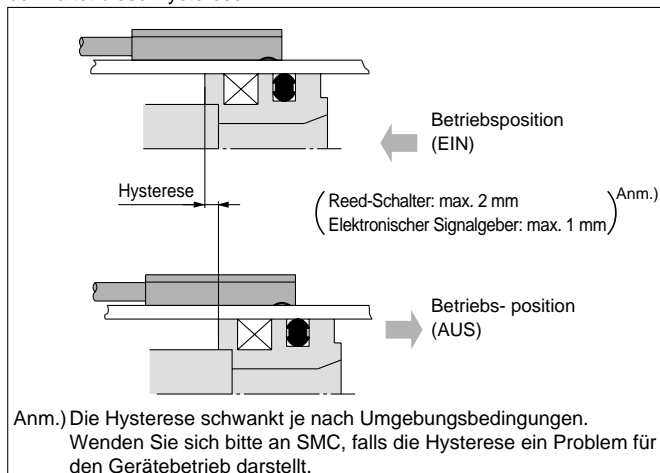 Betriebsposition
(EIN)
Hysterese
(Reed-Schalter: max. 2 mm
Elektronischer Signalgeber: max. 1 mm) Anm.)
Betriebs- position
(AUS)
Anm.) Die Hysterese schwankt je nach Umgebungsbedingungen.
Wenden Sie sich bitte an SMC, falls die Hysterese ein Problem für
den Gerätebetrieb darstellt.